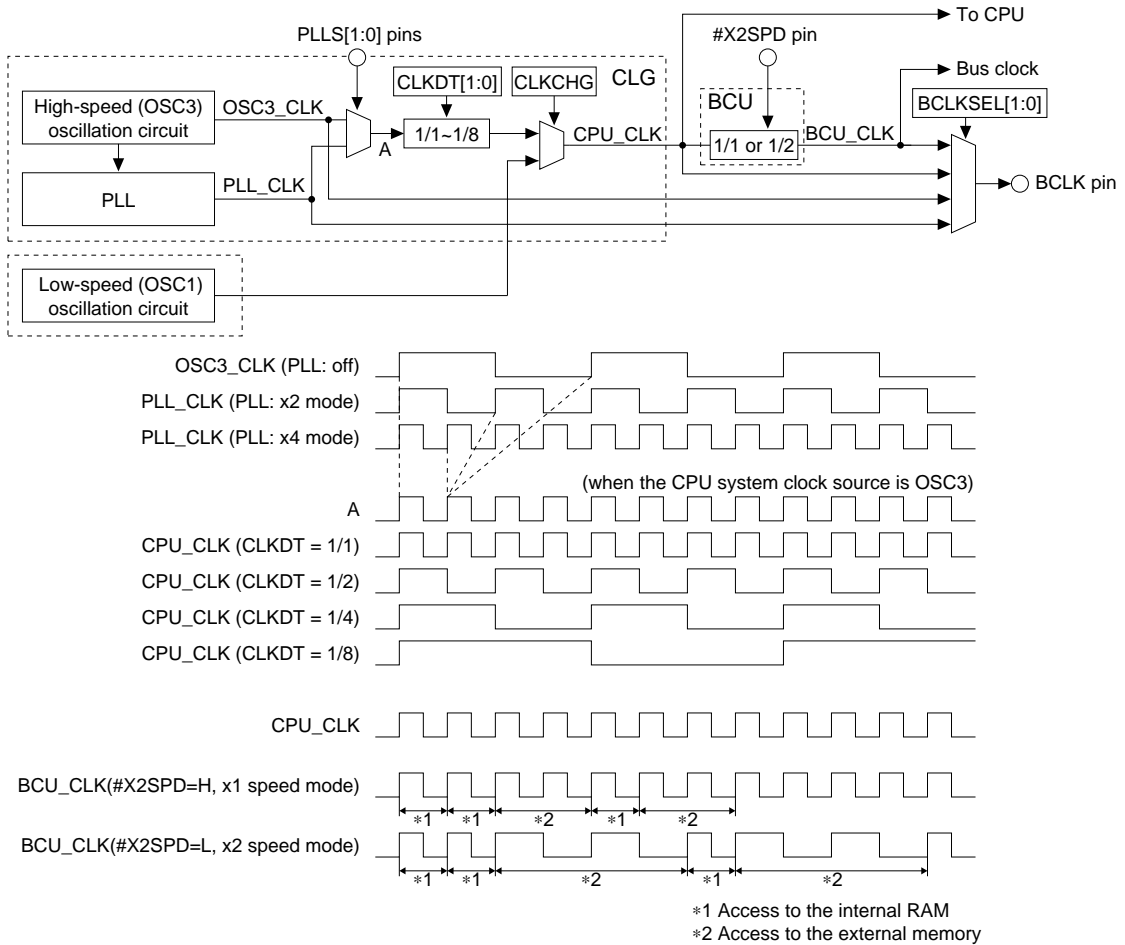 To CPU
PLLS[1:0] pins
#X2SPD pin
CLKDT[1:0]
CLKCHG
CLG
Bus clock
High-speed (OSC3)
oscillation circuit
OSC3_CLK
BCU
BCLKSEL[1:0]
A
1/1~1/8
CPU_CLK
1/1 or 1/2
BCU_CLK
PLL
PLL_CLK
BCLK pin
Low-speed (OSC1)
oscillation circuit
OSC3_CLK (PLL: off)
PLL_CLK (PLL: x2 mode)
PLL_CLK (PLL: x4 mode)
(when the CPU system clock source is OSC3)
A
CPU_CLK (CLKDT = 1/1)
CPU_CLK (CLKDT = 1/2)
CPU_CLK (CLKDT = 1/4)
CPU_CLK (CLKDT = 1/8)
CPU_CLK
BCU_CLK(#X2SPD=H, x1 speed mode)
∗1 ∗1 ∗2 ∗1 ∗2
BCU_CLK(#X2SPD=L, x2 speed mode)
∗1 ∗1 ∗2 ∗1 ∗2
∗1 Access to the internal RAM
∗2 Access to the external memory